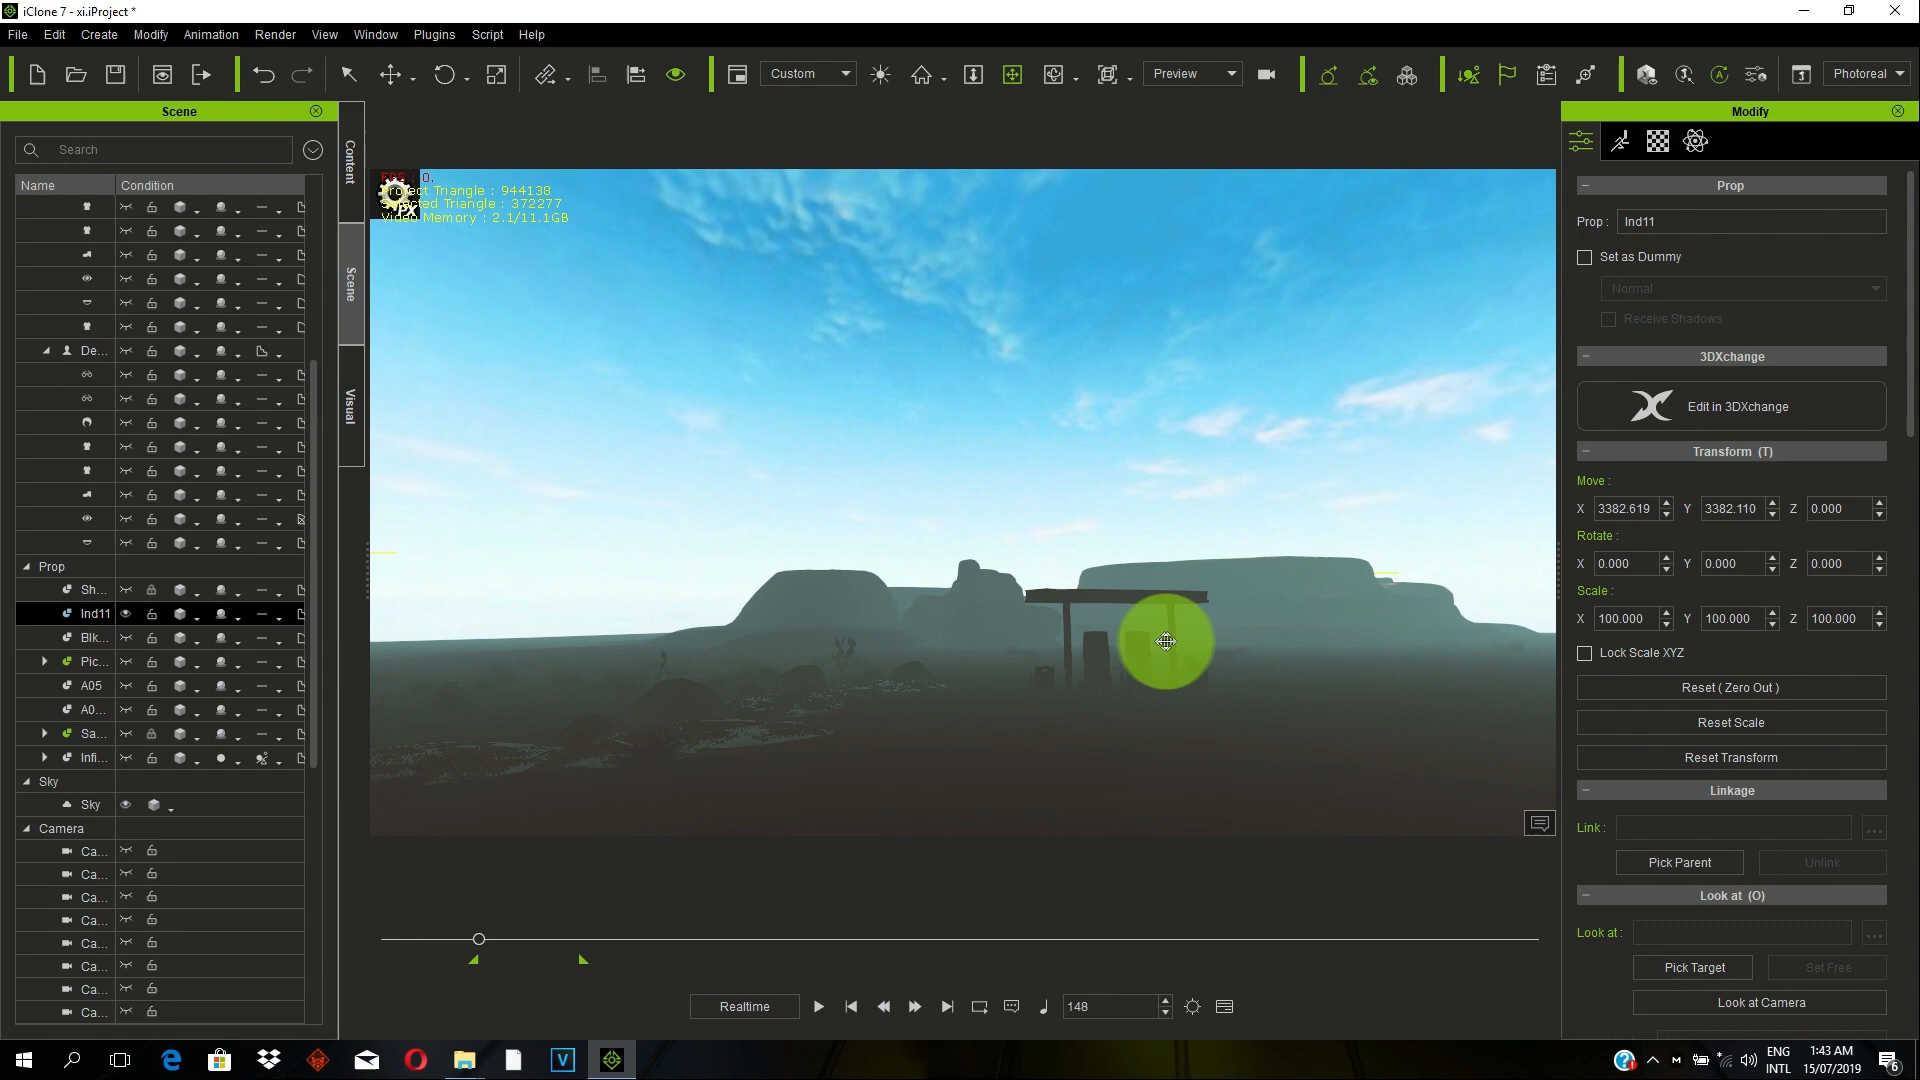 iClone 7 - xi.iProject *
File Edit Create Modify Animation Render View Window Plugins Script Help
Custom
Preview
Photoreal
Scene
Search
Name Condition
De...
Prop
Sh...
Ind11
Blk...
Pic...
A05
A0...
Sa...
Infi...
Sky
Sky
Camera
Ca...
Ca...
Ca...
Ca...
Ca...
Ca...
Ca...
Ca...
Content
Scene
Visual
FPS : 0.
Project Triangle : 944138
Selected Triangle : 372277
Video Memory : 2.1/11.1GB
Realtime
148
Modify
Prop
Prop : Ind11
Set as Dummy
Normal
Receive Shadows
3DXchange
Edit in 3DXchange
Transform (T)
Move :
X 3382.619 Y 3382.110 Z 0.000
Rotate :
X 0.000 Y 0.000 Z 0.000
Scale :
X 100.000 Y 100.000 Z 100.000
Lock Scale XYZ
Reset ( Zero Out )
Reset Scale
Reset Transform
Linkage
Link : ...
Pick Parent Unlink
Look at (O)
Look at : ...
Pick Target Set Free
Look at Camera
ENG
INTL
1:43 AM
15/07/2019
6